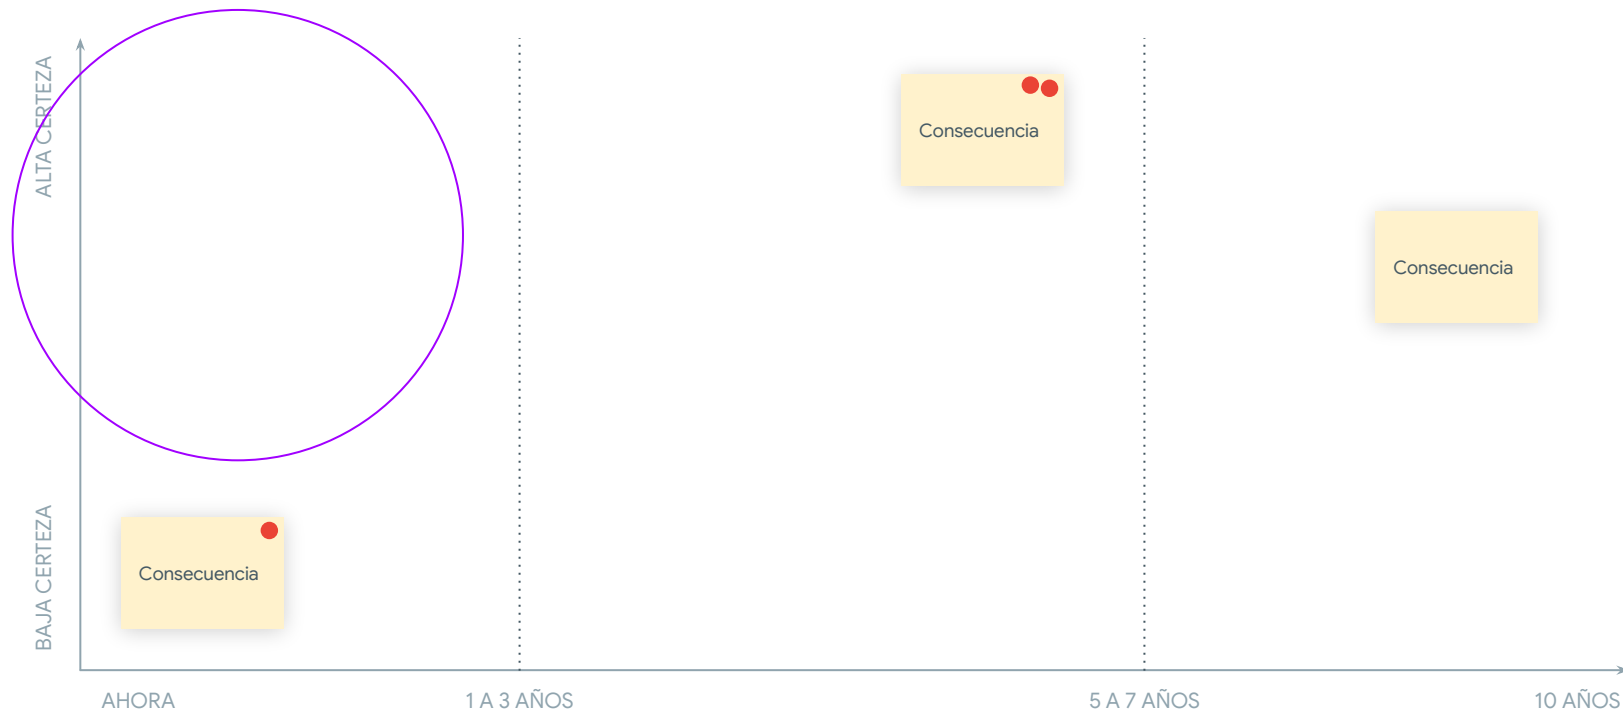 ALTA CERTEZA
Consecuencia
Consecuencia
BAJA CERTEZA
Consecuencia
AHORA
1 A 3 AÑOS
5 A 7 AÑOS
10 AÑOS